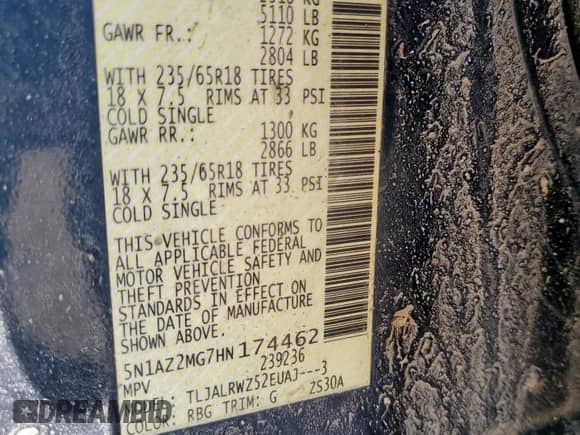 5110 LB
GAWR FR.: 1272 KG
2804 LB
WITH 235/65R18 TIRES
18 X 7.5 RIMS AT 33 PSI
COLD SINGLE
GAWR RR.: 1300 KG
2866 LB
WITH 235/65R18 TIRES
18 X 7.5 RIMS AT 33 PSI
COLD SINGLE
THIS VEHICLE CONFORMS TO
ALL APPLICABLE FEDERAL
MOTOR VEHICLE SAFETY AND
THEFT PREVENTION
STANDARDS IN EFFECT ON
THE DATE OF MANUFACTURE
SHOWN ABOVE.
5N1AZ2MG7HN174462
MPV 239236
TYPE: TLJALRWZ52EUAJ---3
COLOR: RBG TRIM: G ZS30A
DREAMBID